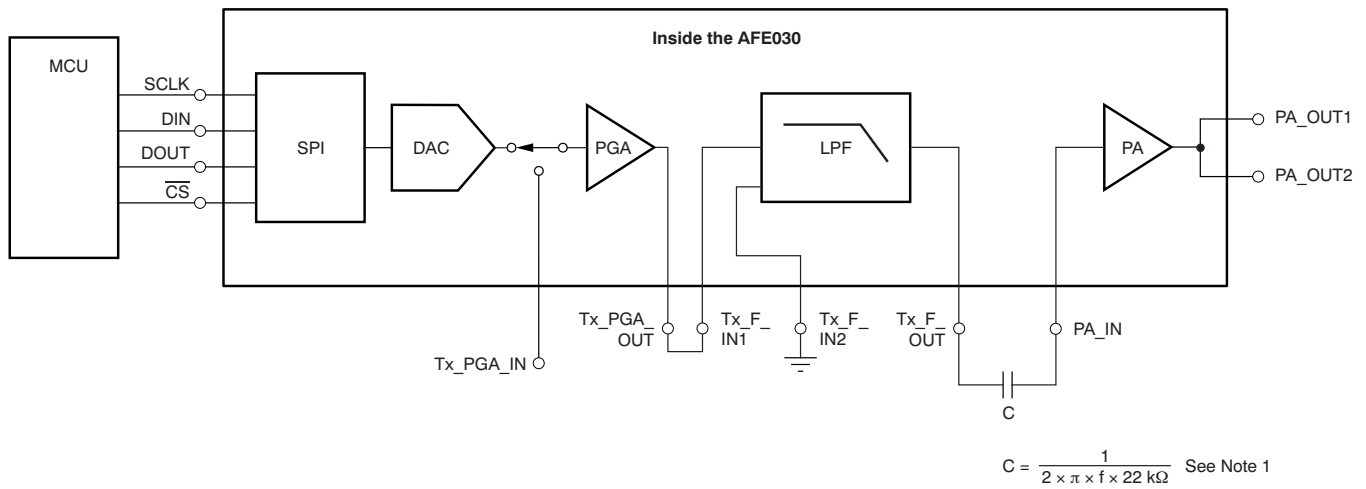 Inside the AFE030
MCU
SCLK
DIN
DOUT
CS
SPI
DAC
PGA
LPF
PA
PA_OUT1
PA_OUT2
Tx_PGA_IN
Tx_PGA_
OUT
Tx_F_
IN1
Tx_F_
IN2
Tx_F_
OUT
PA_IN
C
C = 1 / 2 × π × f × 22 kΩ See Note 1